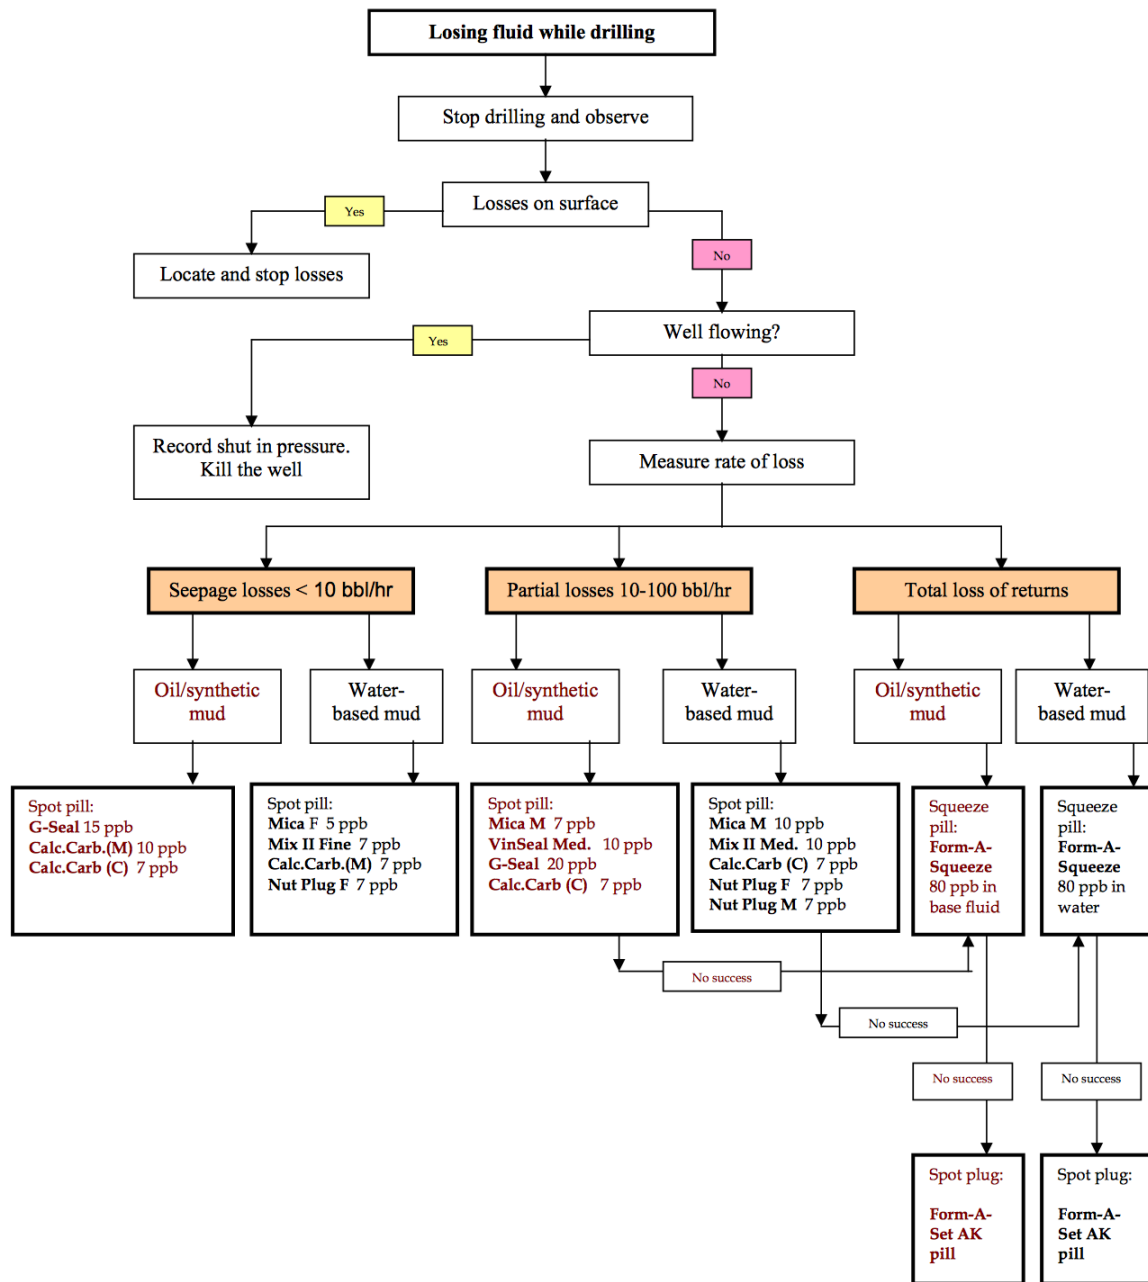 Losing fluid while drilling
Stop drilling and observe
Losses on surface
Yes
No
Locate and stop losses
Well flowing?
Yes
No
Record shut in pressure.
Kill the well
Measure rate of loss
Seepage losses < 10 bbl/hr
Partial losses 10-100 bbl/hr
Total loss of returns
Oil/synthetic
mud
Water-
based mud
Oil/synthetic
mud
Water-
based mud
Oil/synthetic
mud
Water-
based mud
Spot pill:
G-Seal 15 ppb
Calc.Carb.(M) 10 ppb
Calc.Carb (C) 7 ppb
Spot pill:
Mica F 5 ppb
Mix II Fine 7 ppb
Calc.Carb.(M) 7 ppb
Nut Plug F 7 ppb
Spot pill:
Mica M 7 ppb
VinSeal Med. 10 ppb
G-Seal 20 ppb
Calc.Carb (C) 7 ppb
Spot pill:
Mica M 10 ppb
Mix II Med. 10 ppb
Calc.Carb (C) 7 ppb
Nut Plug F 7 ppb
Nut Plug M 7 ppb
Squeeze
pill:
Form-A-
Squeeze
80 ppb in
base fluid
Squeeze
pill:
Form-A-
Squeeze
80 ppb in
water
No success
No success
No success
No success
Spot plug:
Form-A-
Set AK
pill
Spot plug:
Form-A-
Set AK
pill